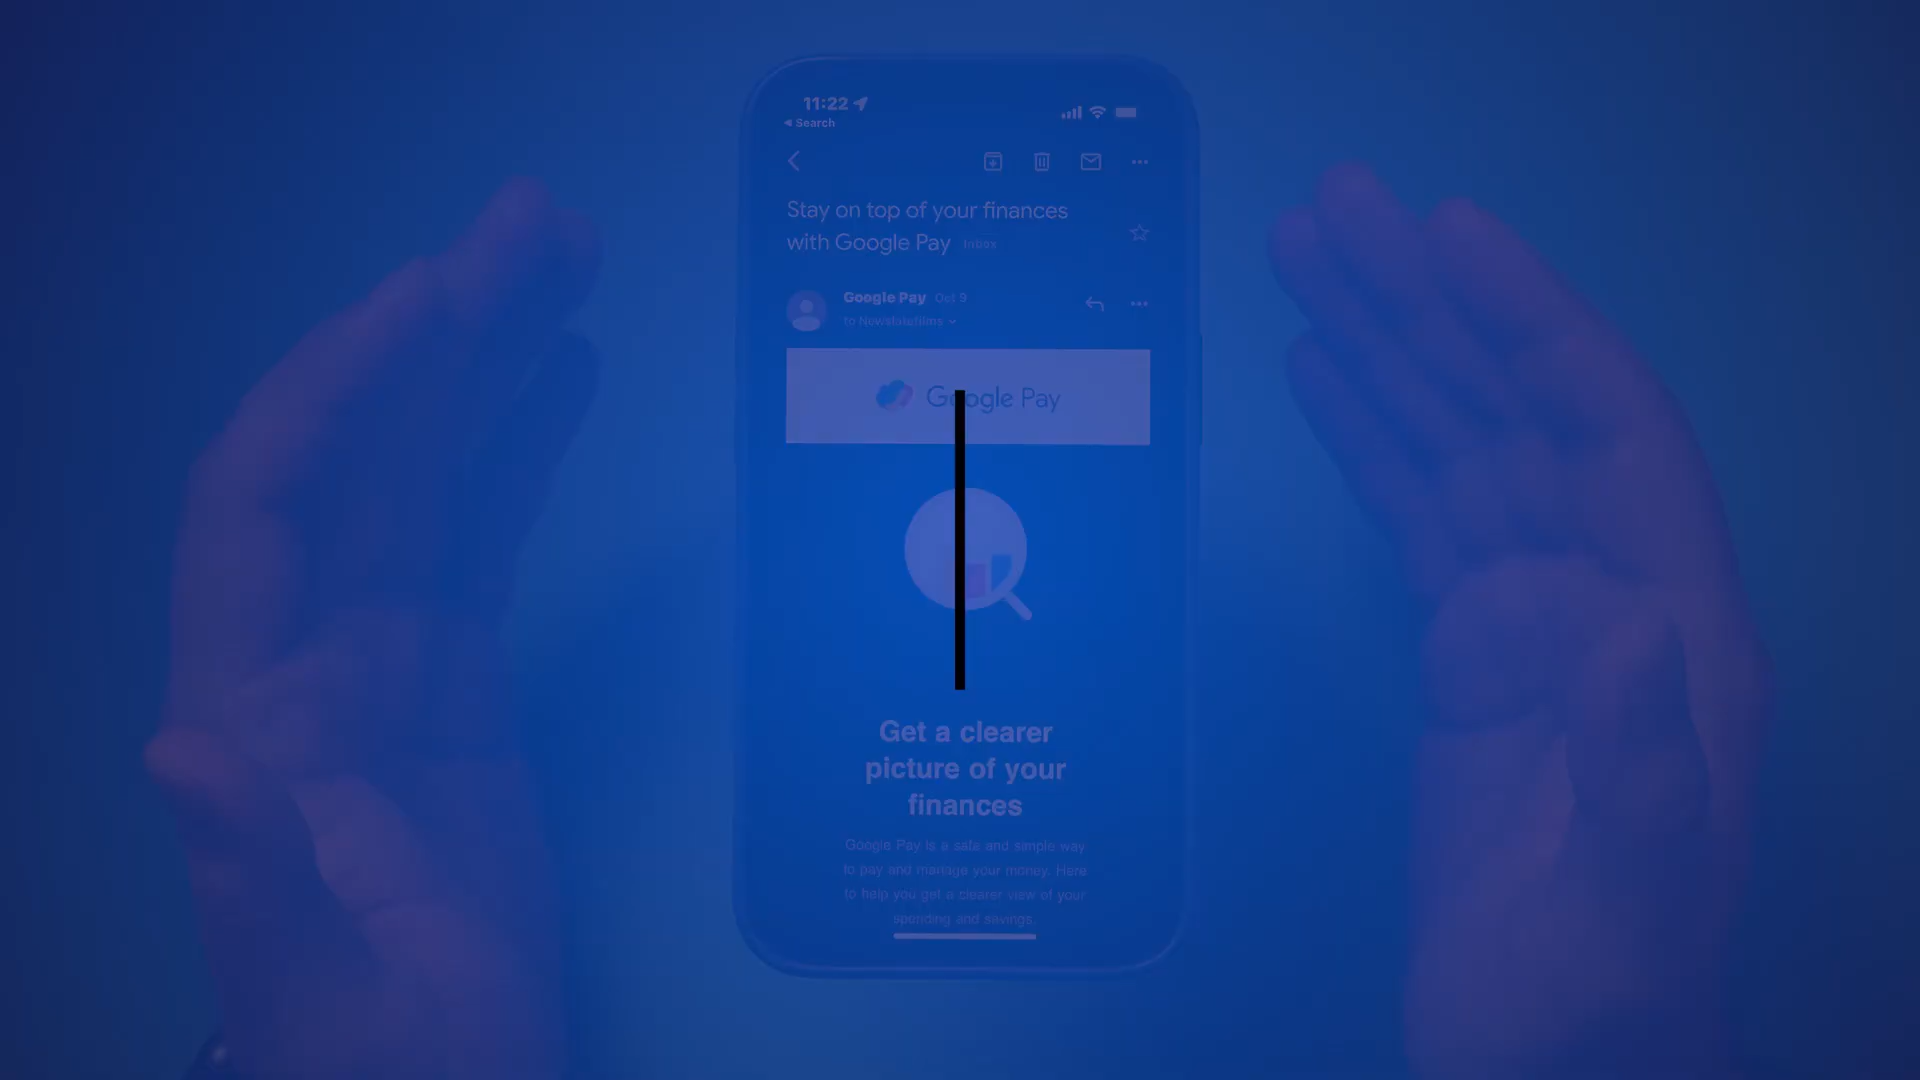 11:22
Search
Stay on top of your finances
with Google Pay Inbox
Google Pay Oct 9
to Newslatefilms
Google Pay
Get a clearer
picture of your
finances
Google Pay is a safe and simple way
to pay and manage your money. Here
to help you get a clearer view of your
spending and savings.